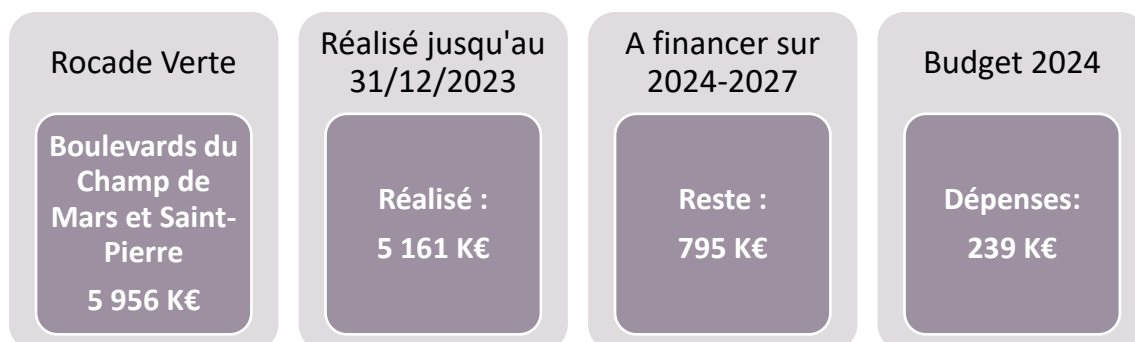 Rocade Verte
Boulevards du
Champ de
Mars et Saint-
Pierre
5 956 K€
Réalisé jusqu'au
31/12/2023
Réalisé :
5 161 K€
A financer sur
2024-2027
Reste :
795 K€
Budget 2024
Dépenses:
239 K€